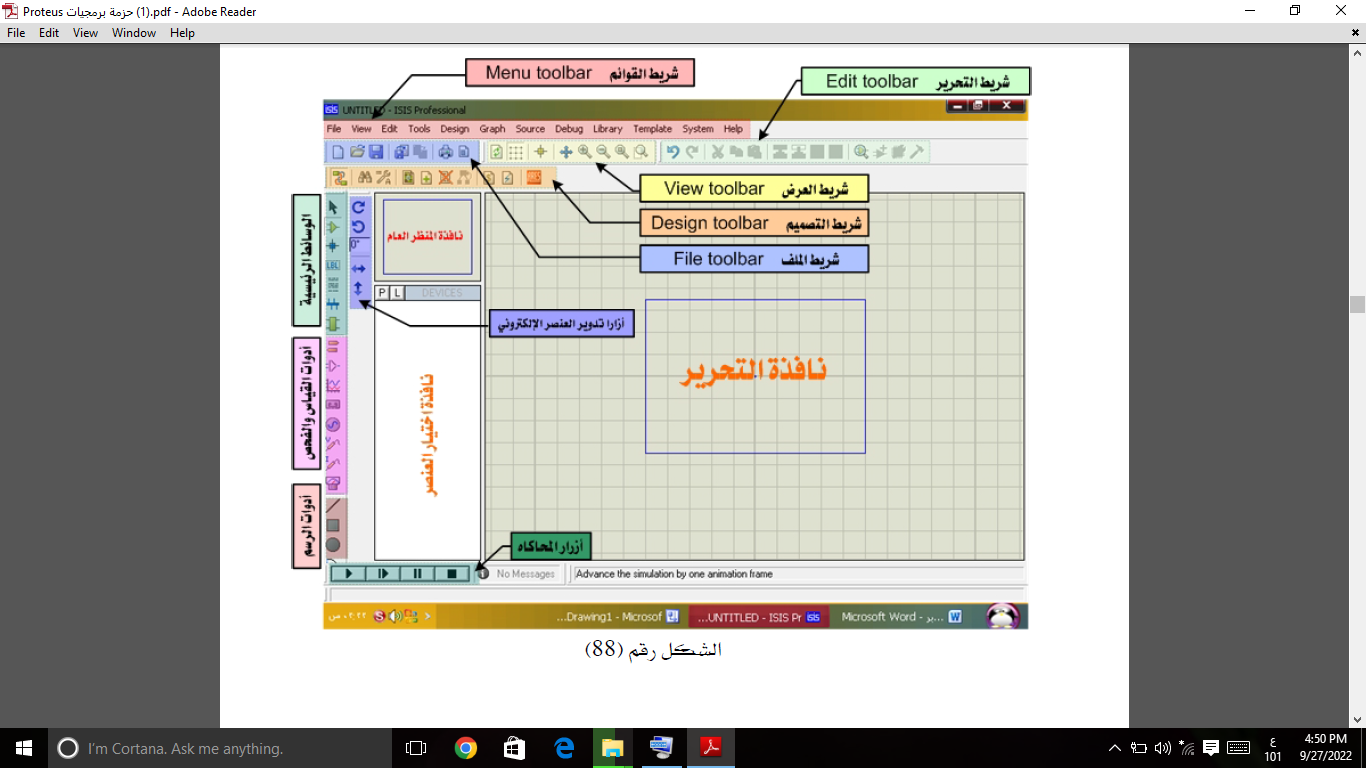 Proteus حزمة برمجيات (1).pdf - Adobe Reader
File Edit View Window Help
Menu toolbar شريط القوائم
Edit toolbar شريط التحرير
UNTITLED - ISIS Professional
File View Edit Tools Design Graph Source Debug Library Template System Help
View toolbar شريط العرض
Design toolbar شريط التصميم
File toolbar شريط الملف
الوسائط الرئيسية
LBL
0°
نافذة المنظر العام
P L DEVICES
أزارا تدوير العنصر الإلكتروني
نافذة التحرير
أدوات القياس والفحص
نافذة اختيار العنصر
أدوات الرسم
أزرار المحاكاه
No Messages
Advance the simulation by one animation frame
...Drawing1 - Microsof
...UNTITLED - ISIS Pr
Microsoft Word - ير...
الشكل رقم (88)
I'm Cortana. Ask me anything.
ع
101
4:50 PM
9/27/2022